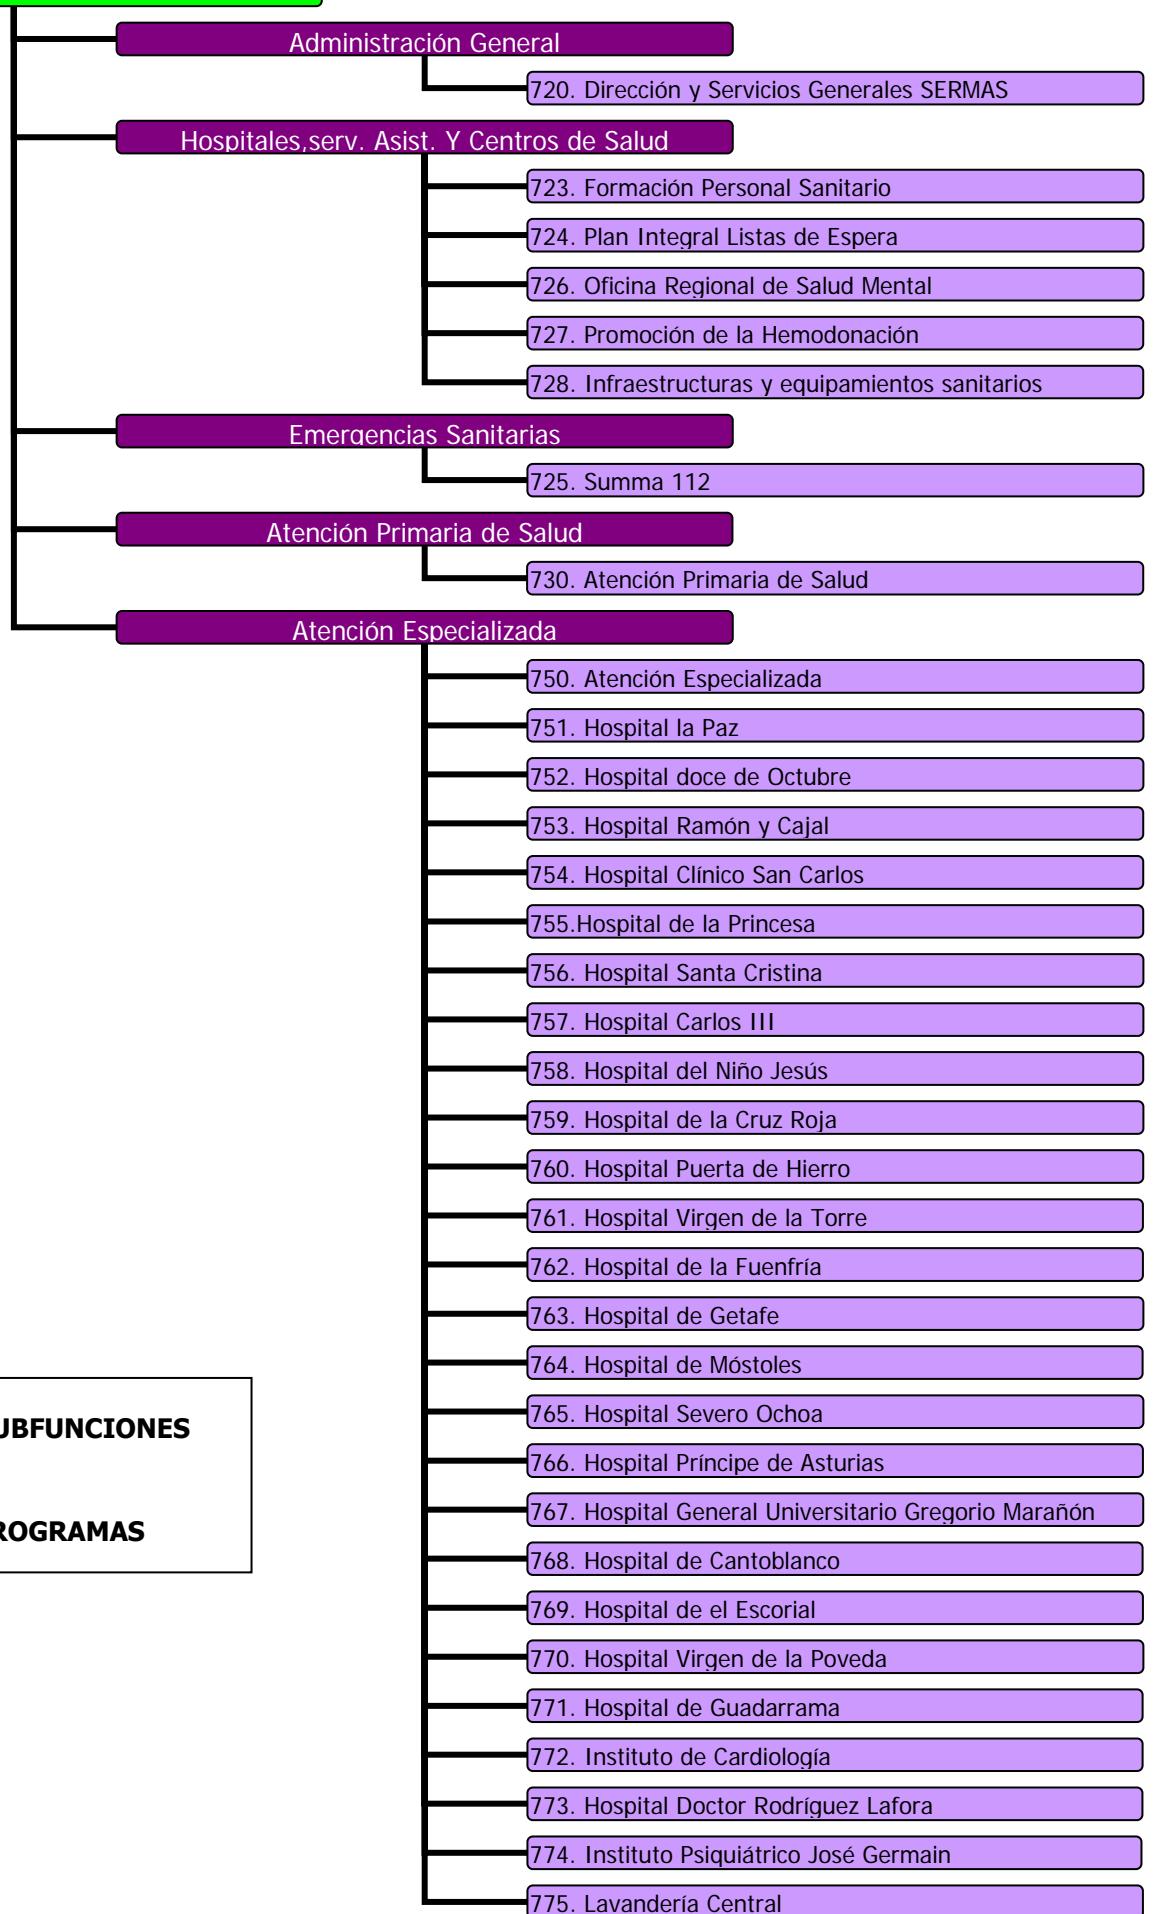 Administración General
720. Dirección y Servicios Generales SERMAS
Hospitales,serv. Asist. Y Centros de Salud
723. Formación Personal Sanitario
724. Plan Integral Listas de Espera
726. Oficina Regional de Salud Mental
727. Promoción de la Hemodonación
728. Infraestructuras y equipamientos sanitarios
Emergencias Sanitarias
725. Summa 112
Atención Primaria de Salud
730. Atención Primaria de Salud
Atención Especializada
750. Atención Especializada
751. Hospital la Paz
752. Hospital doce de Octubre
753. Hospital Ramón y Cajal
754. Hospital Clínico San Carlos
755.Hospital de la Princesa
756. Hospital Santa Cristina
757. Hospital Carlos III
758. Hospital del Niño Jesús
759. Hospital de la Cruz Roja
760. Hospital Puerta de Hierro
761. Hospital Virgen de la Torre
762. Hospital de la Fuenfría
763. Hospital de Getafe
764. Hospital de Móstoles
765. Hospital Severo Ochoa
766. Hospital Príncipe de Asturias
767. Hospital General Universitario Gregorio Marañón
768. Hospital de Cantoblanco
769. Hospital de el Escorial
770. Hospital Virgen de la Poveda
771. Hospital de Guadarrama
772. Instituto de Cardiología
773. Hospital Doctor Rodríguez Lafora
774. Instituto Psiquiátrico José Germain
775. Lavandería Central
UBFUNCIONES
ROGRAMAS